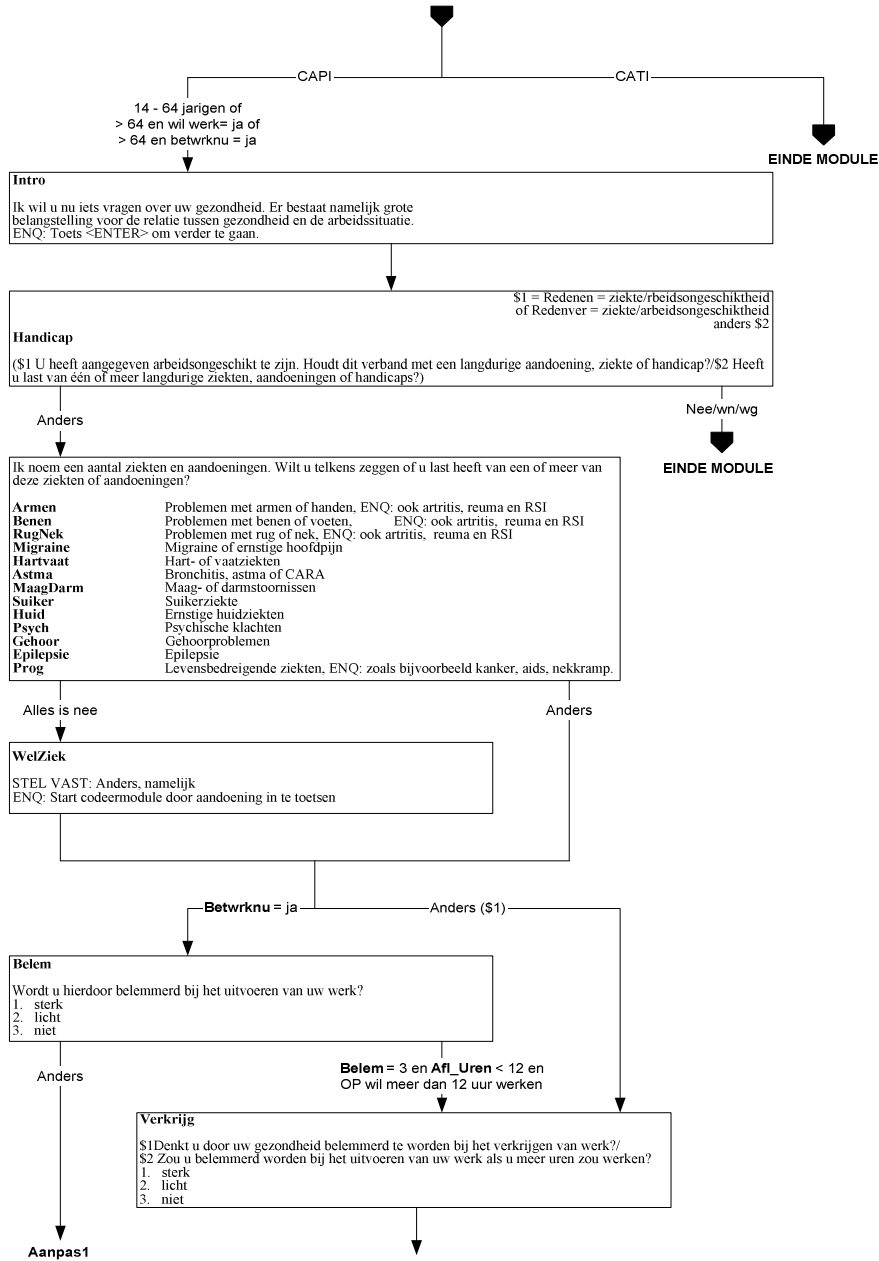 CAPI
CATI
14 - 64 jarigen of
> 64 en wil werk= ja of
> 64 en betwrknu = ja
EINDE MODULE
Intro
Ik wil u nu iets vragen over uw gezondheid. Er bestaat namelijk grote
belangstelling voor de relatie tussen gezondheid en de arbeidssituatie.
ENQ: Toets <ENTER> om verder te gaan.
$1 = Redenen = ziekte/rbeidsongeschiktheid
of Redenver = ziekte/arbeidsongeschiktheid
anders $2
Handicap
($1 U heeft aangegeven arbeidsongeschikt te zijn. Houdt dit verband met een langdurige aandoening, ziekte of handicap?/$2 Heeft
u last van één of meer langdurige ziekten, aandoeningen of handicaps?)
Anders
Nee/wn/wg
EINDE MODULE
Ik noem een aantal ziekten en aandoeningen. Wilt u telkens zeggen of u last heeft van een of meer van
deze ziekten of aandoeningen?
Armen Problemen met armen of handen, ENQ: ook artritis, reuma en RSI
Benen Problemen met benen of voeten, ENQ: ook artritis, reuma en RSI
RugNek Problemen met rug of nek, ENQ: ook artritis, reuma en RSI
Migraine Migraine of ernstige hoofdpijn
Hartvaat Hart- of vaatziekten
Astma Bronchitis, astma of CARA
MaagDarm Maag- of darmstoornissen
Suiker Suikerziekte
Huid Ernstige huidziekten
Psych Psychische klachten
Gehoor Gehoorproblemen
Epilepsie Epilepsie
Prog Levensbedreigende ziekten, ENQ: zoals bijvoorbeeld kanker, aids, nekkramp.
Alles is nee
Anders
WelZiek
STEL VAST: Anders, namelijk
ENQ: Start codeermodule door aandoening in te toetsen
Betwrknu = ja
Anders ($1)
Belem
Wordt u hierdoor belemmerd bij het uitvoeren van uw werk?
1. sterk
2. licht
3. niet
Anders
Belem = 3 en Afl_Uren < 12 en
OP wil meer dan 12 uur werken
Verkrijg
$1Denkt u door uw gezondheid belemmerd te worden bij het verkrijgen van werk?/
$2 Zou u belemmerd worden bij het uitvoeren van uw werk als u meer uren zou werken?
1. sterk
2. licht
3. niet
Aanpas1